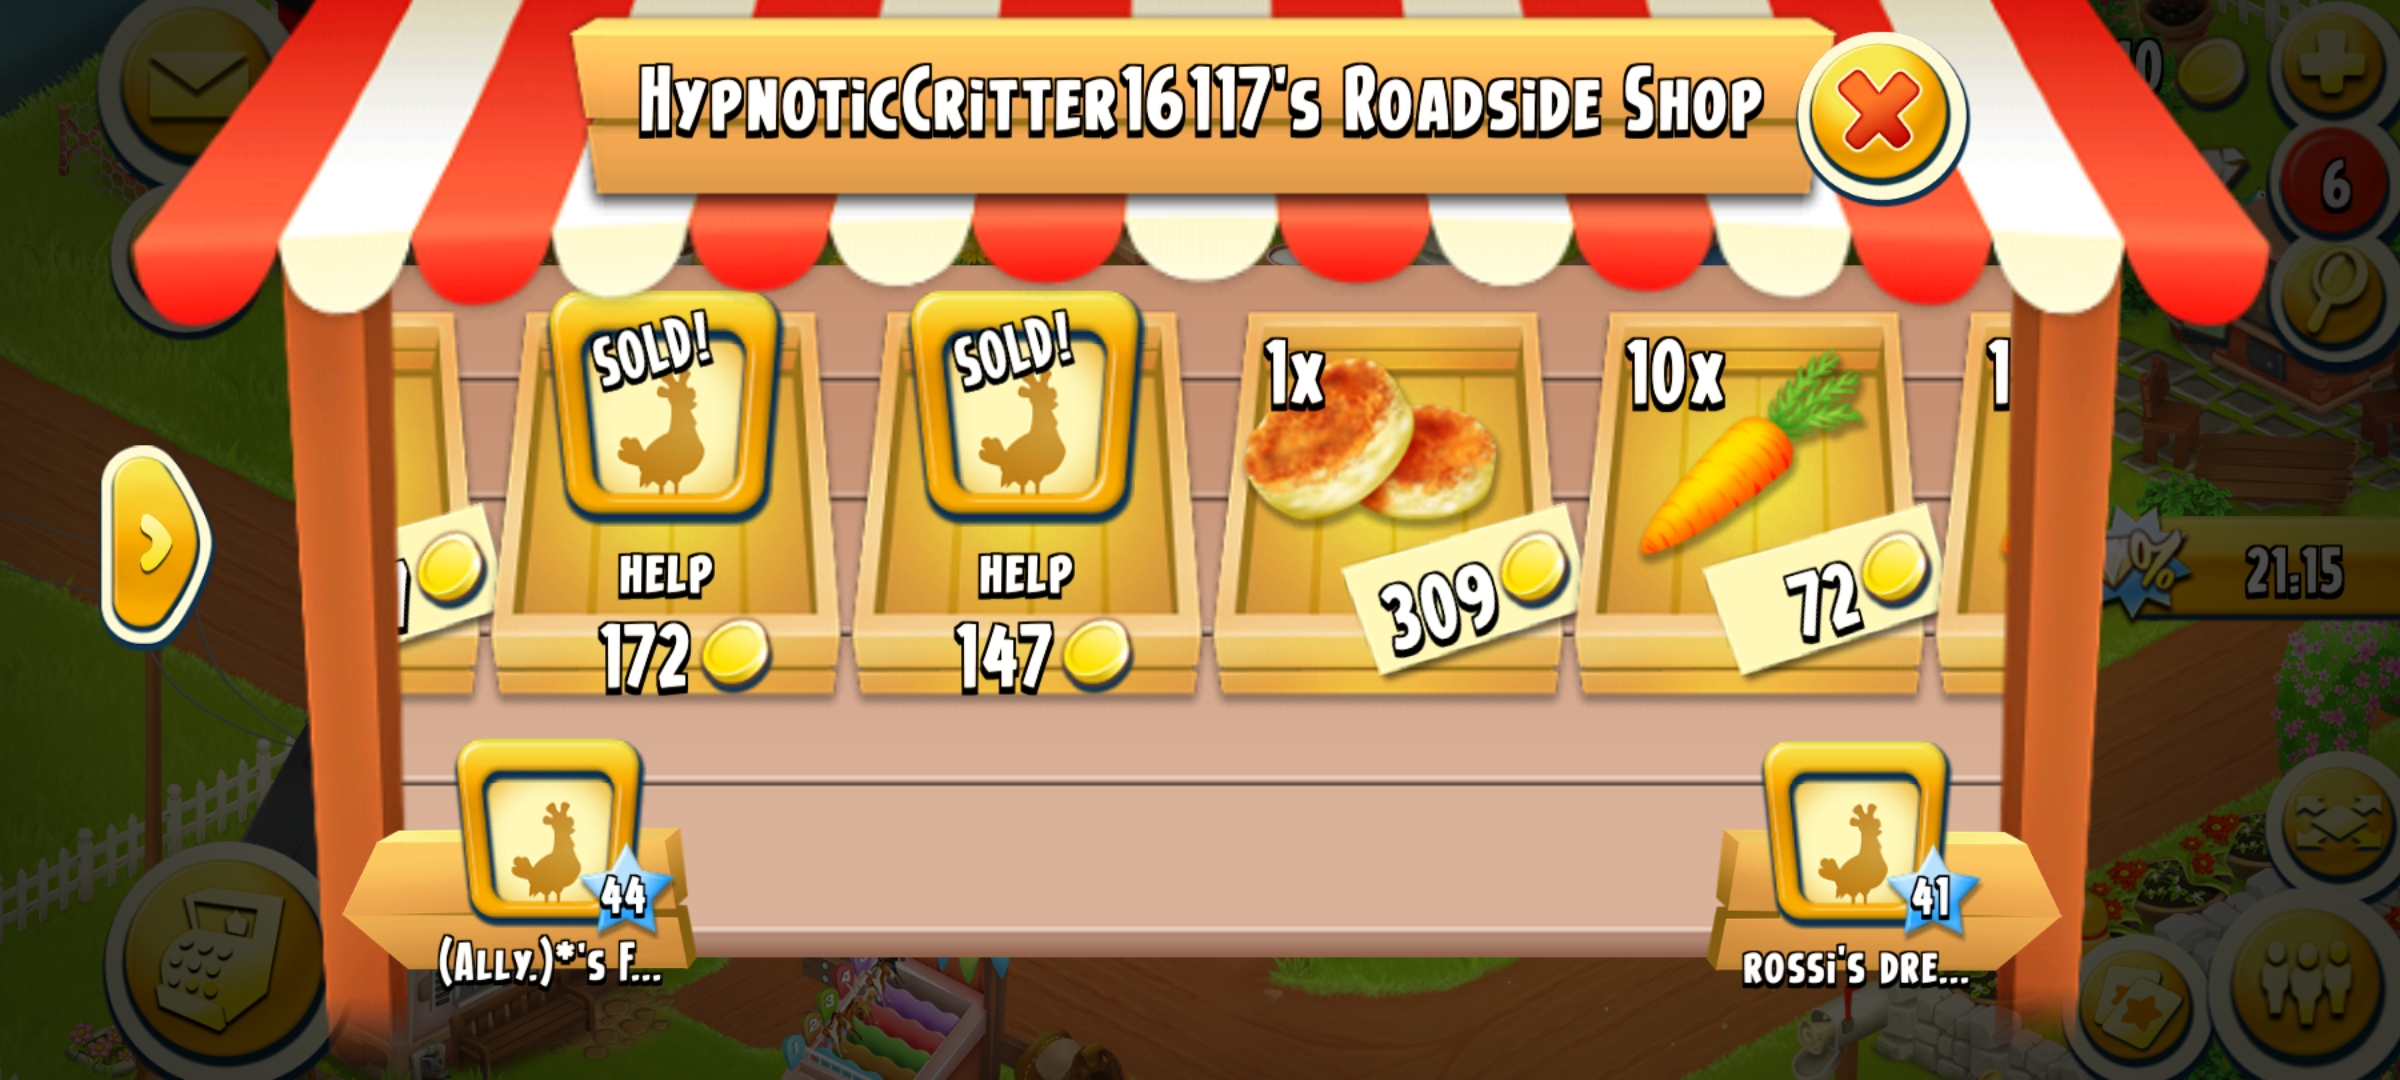 HypnoticCritter16117's Roadside Shop
6
SOLD!
SOLD!
1x
10x
1
309
72
HELP
HELP
172
147
21:15
44
41
(Ally.)*'s F...
ROSSi'S DRE...